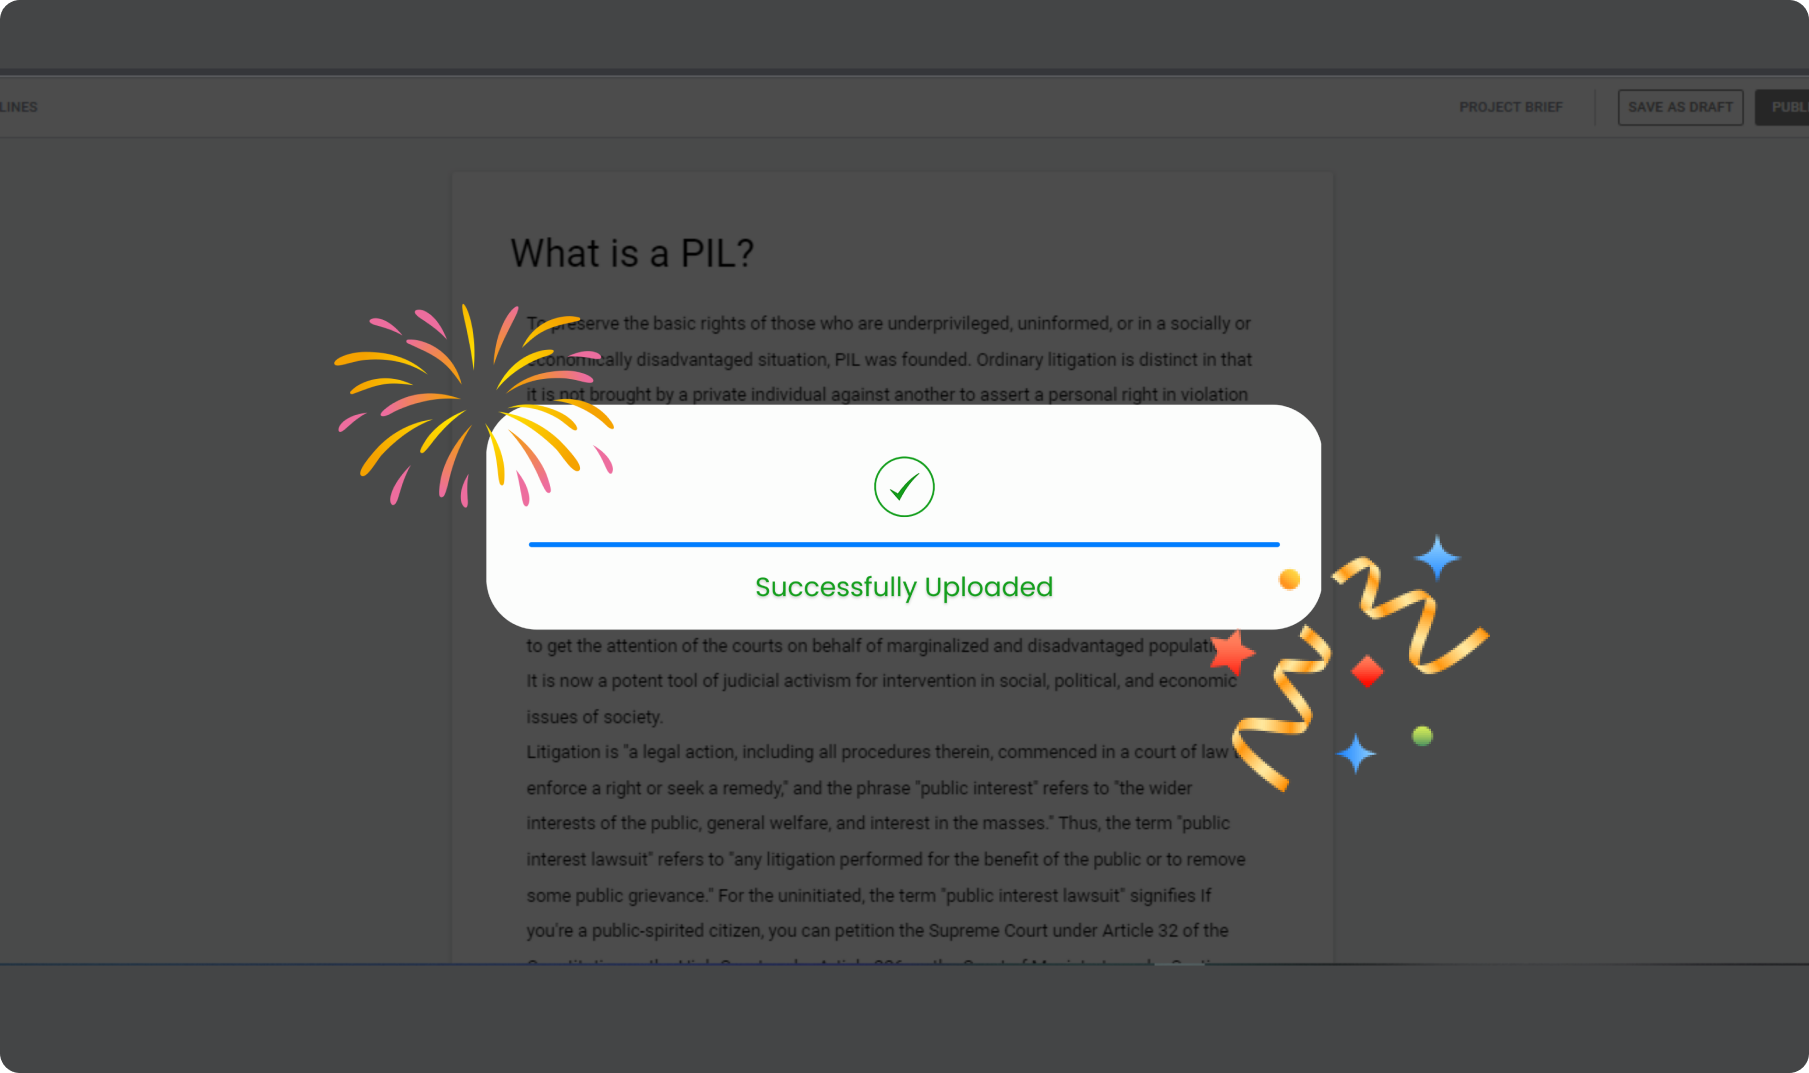 LINES
PROJECT BRIEF
SAVE AS DRAFT
What is a PIL?
To preserve the basic rights of those who are underprivileged, uninformed, or in a socially or
economically disadvantaged situation, PIL was founded. Ordinary litigation is distinct in that
it is not brought by a private individual against another to assert a personal right in violation
Successfully Uploaded
to get the attention of the courts on behalf of marginalized and disadvantaged
It is now a potent tool of judicial activism for intervention in social, political, and economic
issues of society.
Litigation is "a legal action, including all procedures therein, commenced in a court of law
enforce a right or seek a remedy," and the phrase "public interest" refers to "the wider
interests of the public, general welfare, and interest in the masses." Thus, the term "public
interest lawsuit" refers to "any litigation performed for the benefit of the public or to remove
some public grievance." For the uninitiated, the term "public interest lawsuit" signifies If
you're a public-spirited citizen, you can petition the Supreme Court under Article 32 of the